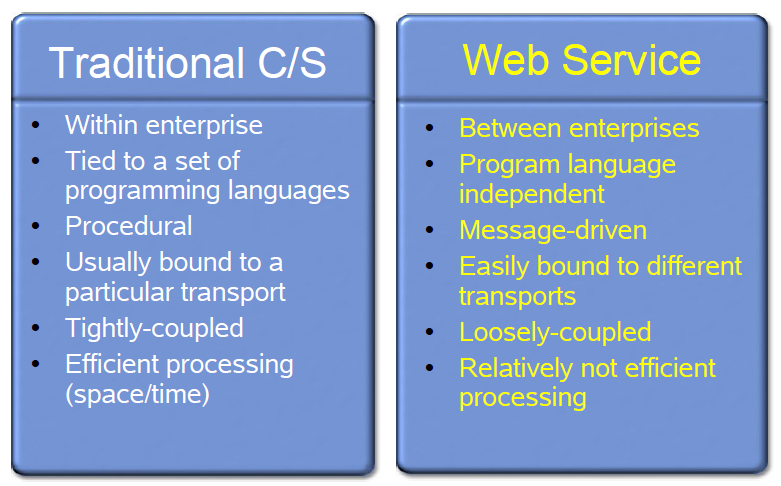 Traditional C/S
• Within enterprise
• Tied to a set of
programming languages
• Procedural
• Usually bound to a
particular transport
• Tightly-coupled
• Efficient processing
(space/time)
Web Service
• Between enterprises
• Program language
independent
• Message-driven
• Easily bound to different
transports
• Loosely-coupled
• Relatively not efficient
processing